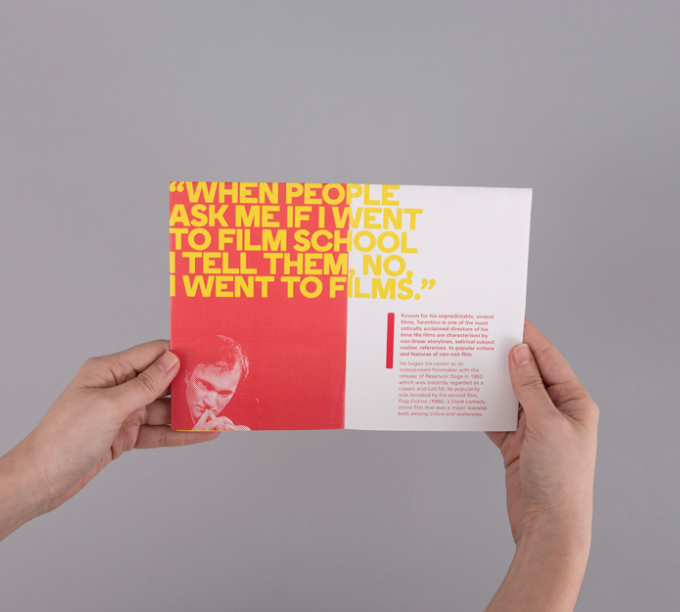 “WHEN PEOPLE
ASK ME IF I WENT
TO FILM SCHOOL
I TELL THEM, NO,
I WENT TO FILMS.”
Known for his unpredictable, violent
films, Tarantino is one of the most
critically acclaimed directors of his
time.His films are characterised by
non-linear storylines, satirical subject
matter, references to popular culture
and features of neo-noir film.
He began his career as an
independent filmmaker with the
release of Reservoir Dogs in 1992;
which was instantly regarded as a
classic and cult hit. His popularity
was boosted by his second film,
Pulp Fiction (1994); a black comedy
crime film that was a major success
both among critics and audiences.